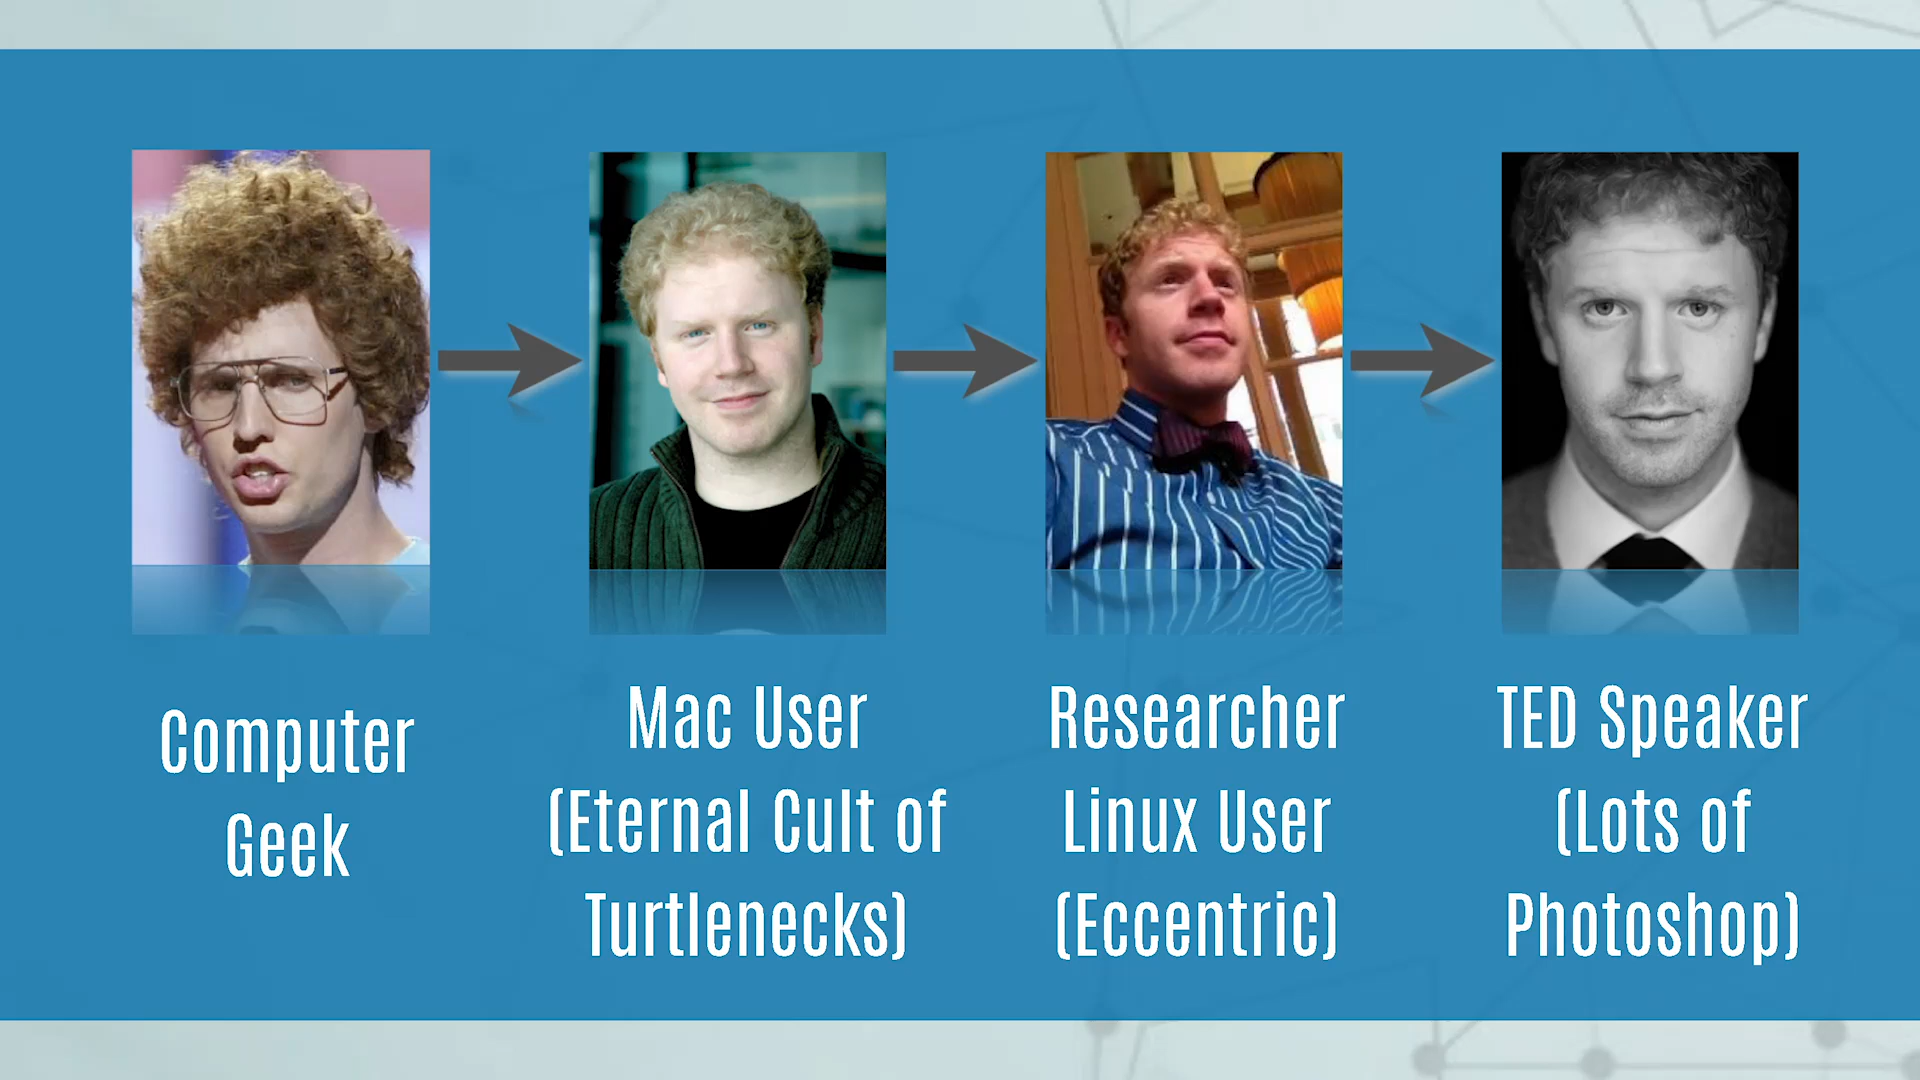 Computer
Geek
Mac User
(Eternal Cult of
Turtlenecks)
Researcher
Linux User
(Eccentric)
TED Speaker
(Lots of
Photoshop)